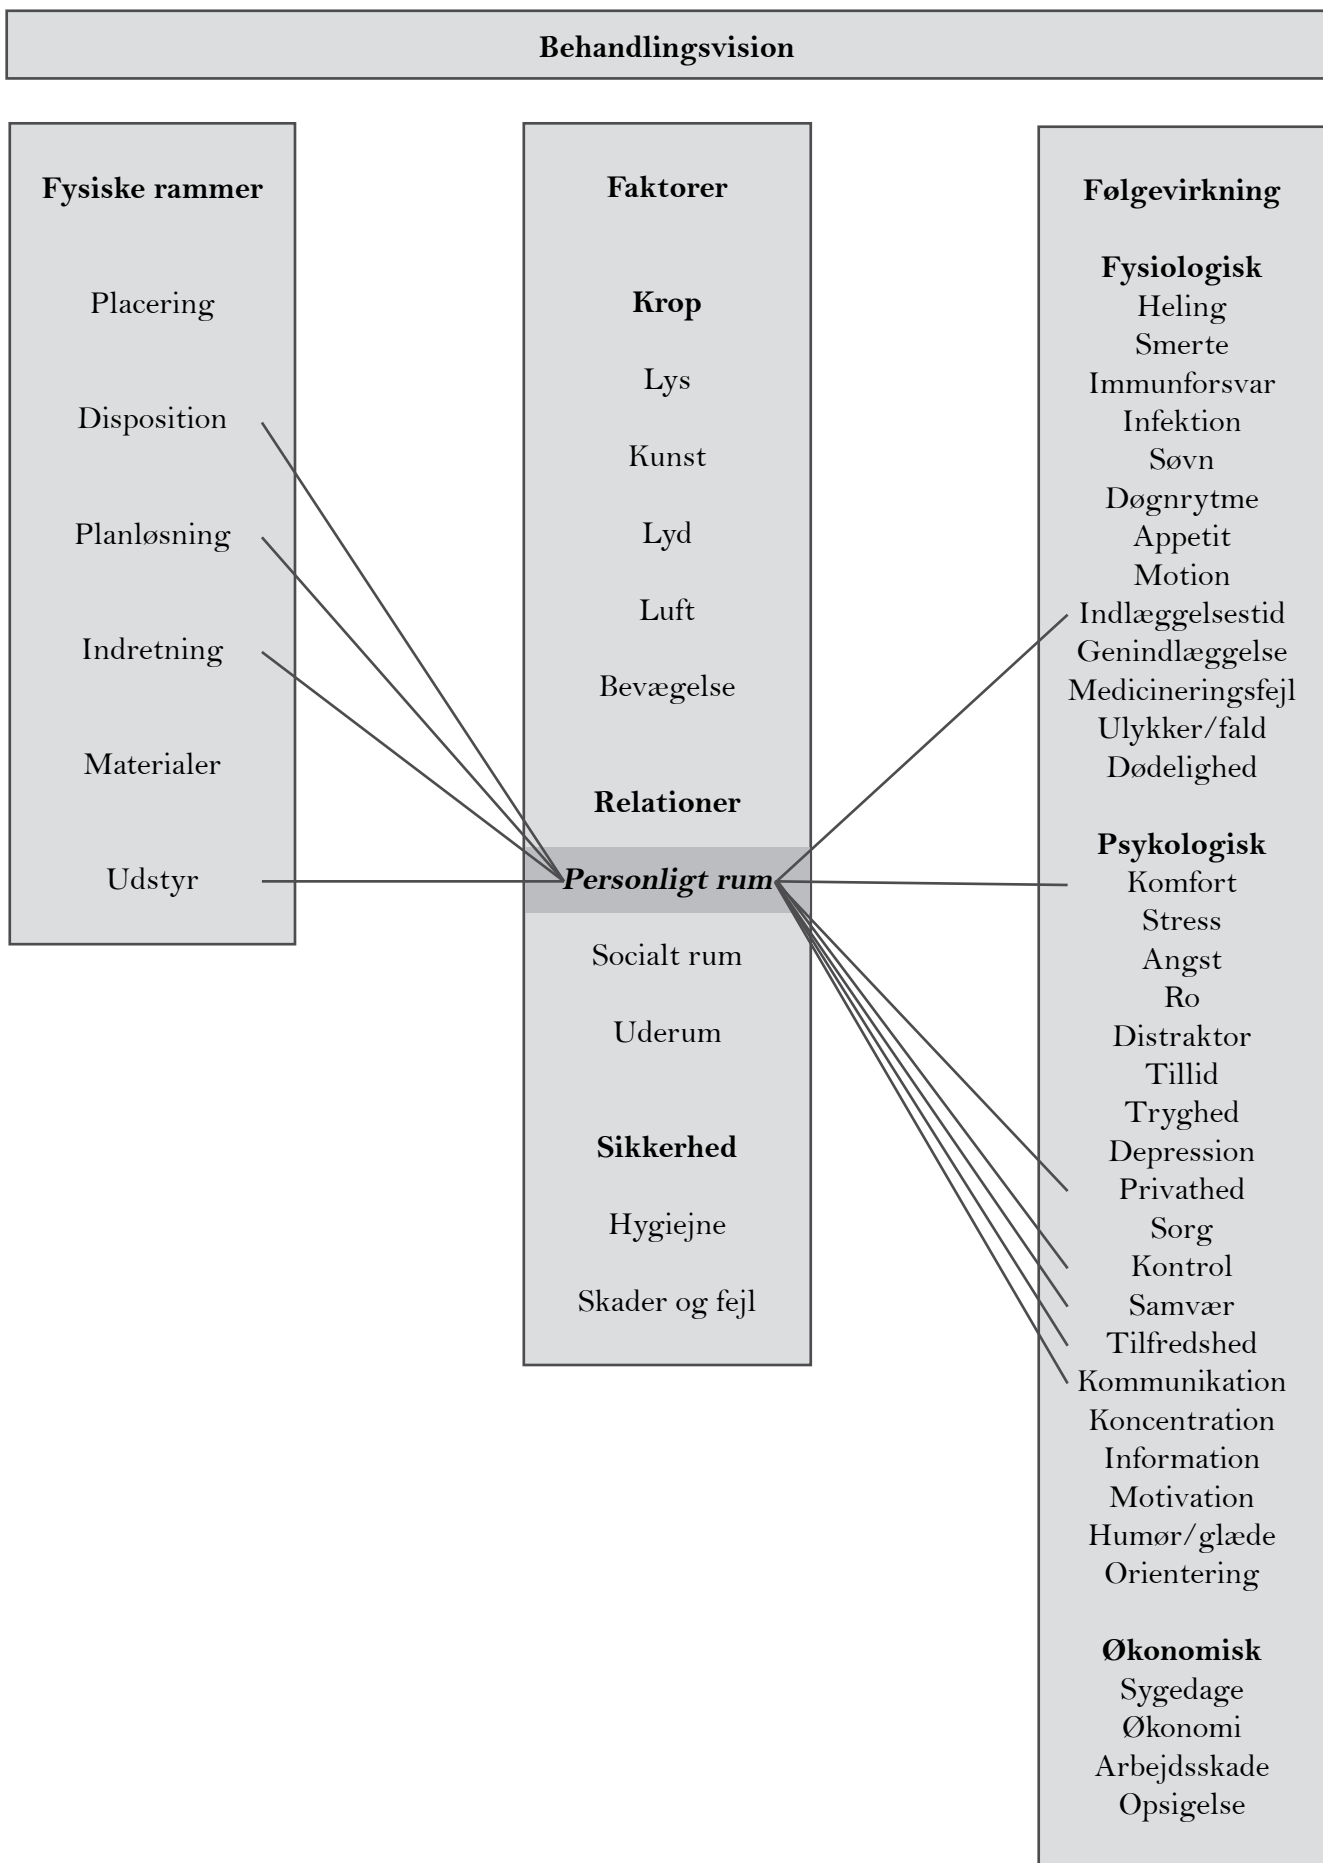 Behandlingsvision
Fysiske rammer
Placering
Disposition
Planløsning
Indretning
Materialer
Udstyr
Faktorer
Krop
Lys
Kunst
Lyd
Luft
Bevægelse
Relationer
Personligt rum
Socialt rum
Uderum
Sikkerhed
Hygiejne
Skader og fejl
Følgevirkning
Fysiologisk
Heling
Smerte
Immunforsvar
Infektion
Søvn
Døgnrytme
Appetit
Motion
Indlæggelsestid
Genindlæggelse
Medicineringsfejl
Ulykker/fald
Dødelighed
Psykologisk
Komfort
Stress
Angst
Ro
Distraktor
Tillid
Tryghed
Depression
Privathed
Sorg
Kontrol
Samvær
Tilfredshed
Kommunikation
Koncentration
Information
Motivation
Humør/glæde
Orientering
Økonomisk
Sygedage
Økonomi
Arbejdsskade
Opsigelse